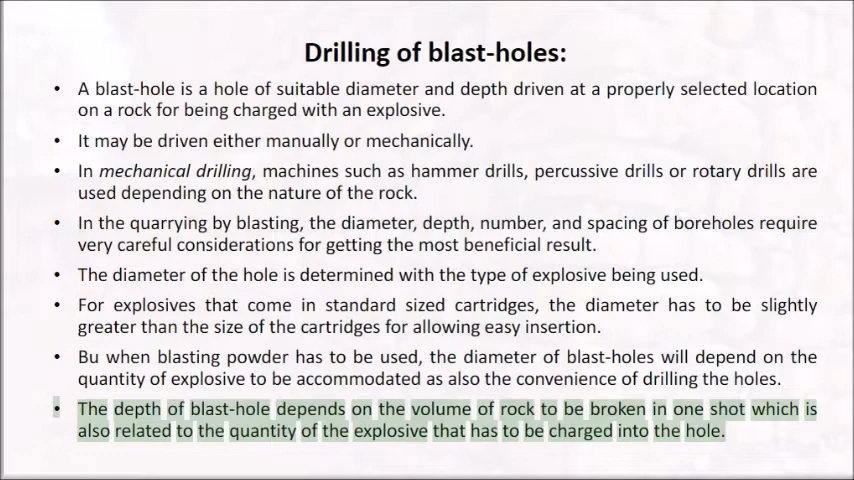 Drilling of blast-holes:
• A blast-hole is a hole of suitable diameter and depth driven at a properly selected location
on a rock for being charged with an explosive.
• It may be driven either manually or mechanically.
• In mechanical drilling, machines such as hammer drills, percussive drills or rotary drills are
used depending on the nature of the rock.
• In the quarrying by blasting, the diameter, depth, number, and spacing of boreholes require
very careful considerations for getting the most beneficial result.
• The diameter of the hole is determined with the type of explosive being used.
• For explosives that come in standard sized cartridges, the diameter has to be slightly
greater than the size of the cartridges for allowing easy insertion.
• Bu when blasting powder has to be used, the diameter of blast-holes will depend on the
quantity of explosive to be accommodated as also the convenience of drilling the holes.
• The depth of blast-hole depends on the volume of rock to be broken in one shot which is
also related to the quantity of the explosive that has to be charged into the hole.